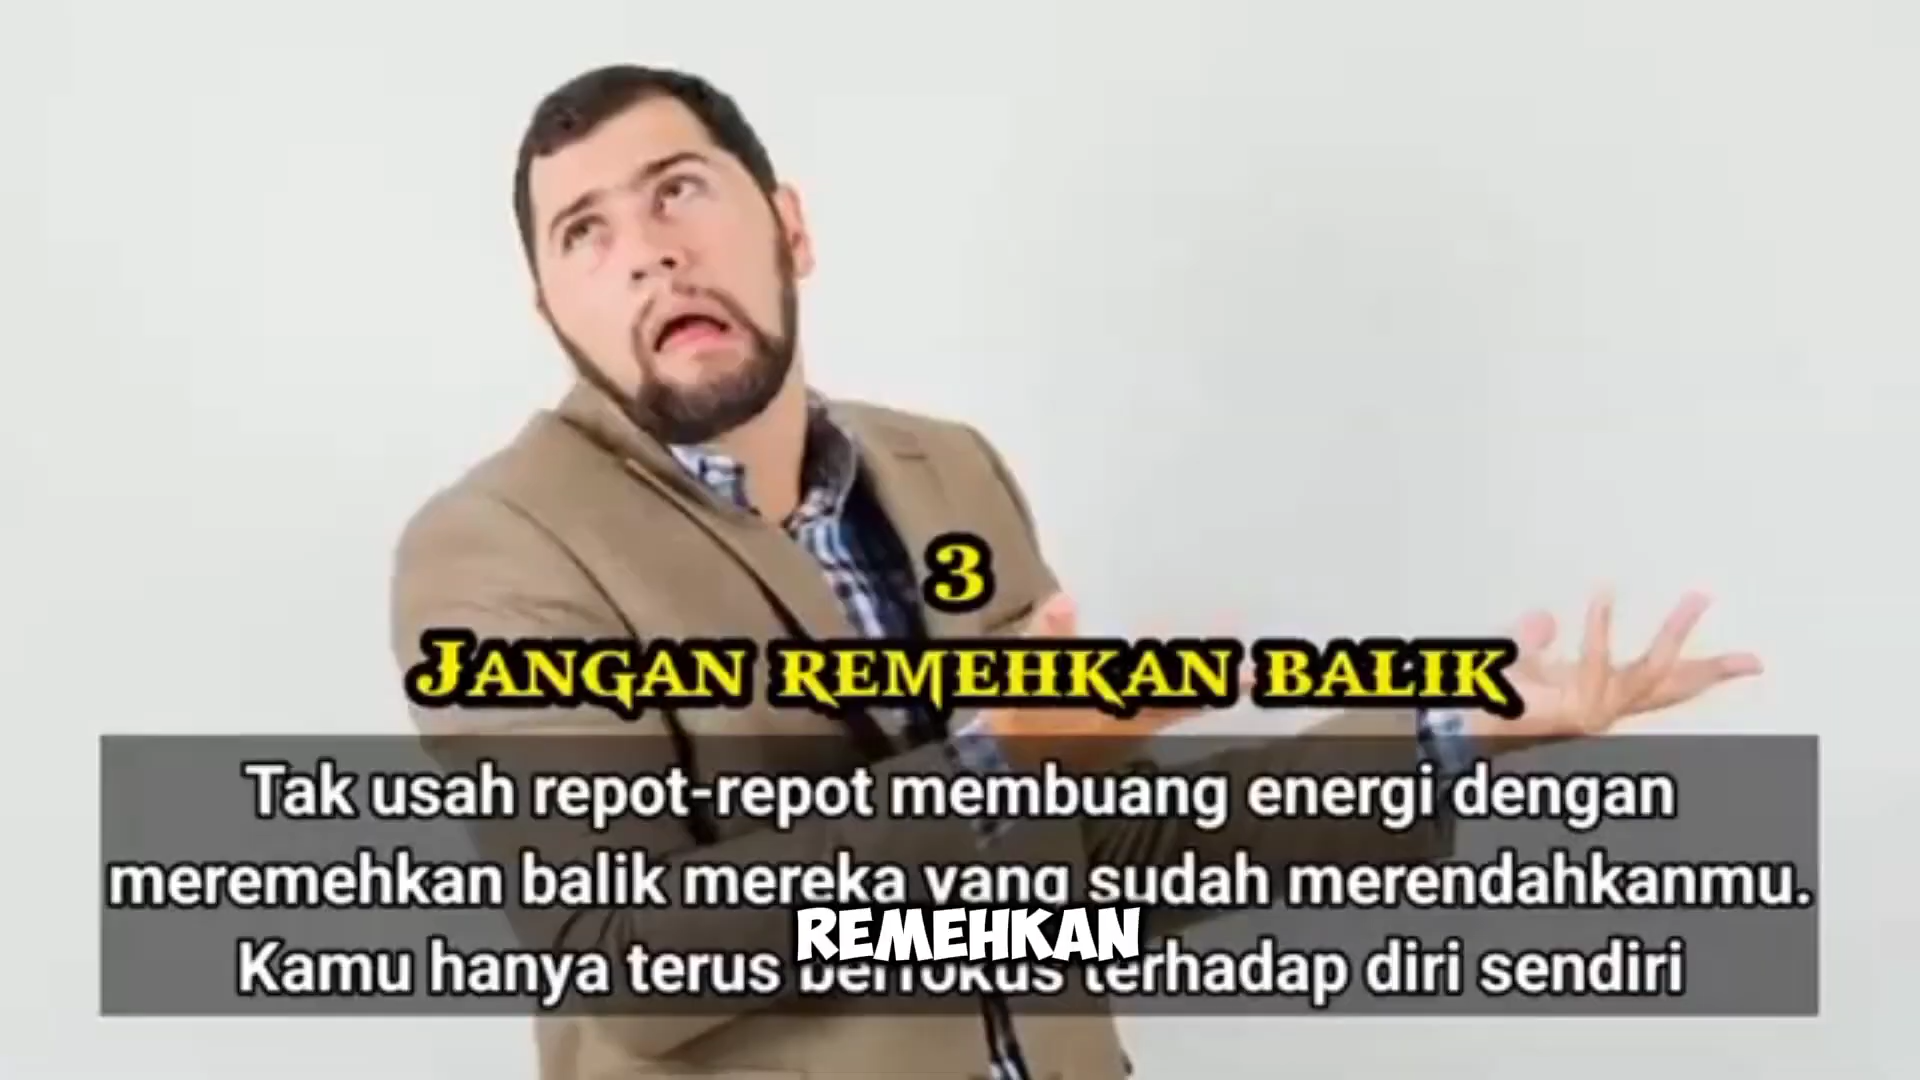 3
Jangan remehkan balik
Tak usah repot-repot membuang energi dengan
meremehkan balik mereka yang sudah merendahkanmu.
REMEHKAN
Kamu hanya terus berfokus terhadap diri sendiri